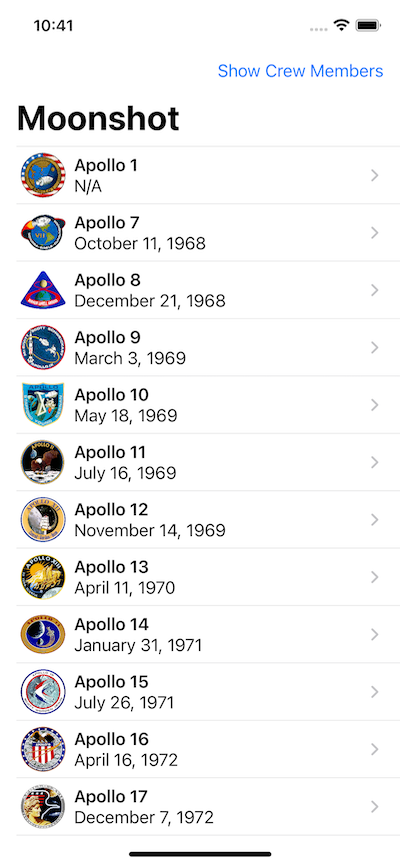 10:41
Show Crew Members
Moonshot
Apollo 1
N/A
Apollo 7
October 11, 1968
Apollo 8
December 21, 1968
Apollo 9
March 3, 1969
Apollo 10
May 18, 1969
Apollo 11
July 16, 1969
Apollo 12
November 14, 1969
Apollo 13
April 11, 1970
Apollo 14
January 31, 1971
Apollo 15
July 26, 1971
Apollo 16
April 16, 1972
Apollo 17
December 7, 1972